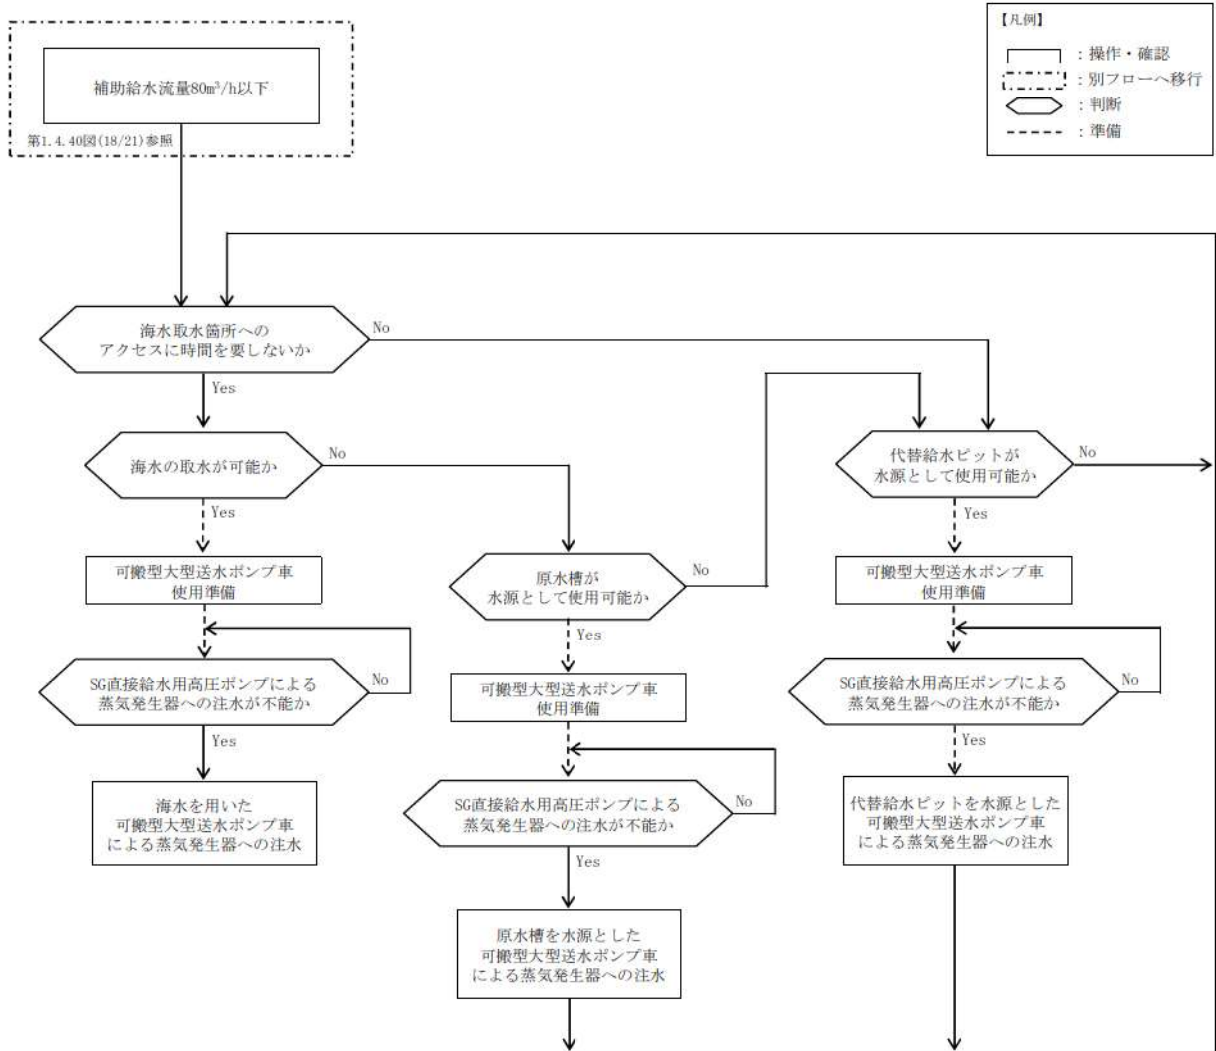 【凡例】
：操作・確認
：別フローへ移行
：判断
：準備
補助給水流量80m³/h以下
第1.4.40図(18/21)参照
海水取水箇所への
アクセスに時間を要しないか
No
Yes
海水の取水が可能か
No
Yes
代替給水ピットが
水源として使用可能か
No
Yes
可搬型大型送水ポンプ車
使用準備
原水槽が
水源として使用可能か
No
Yes
可搬型大型送水ポンプ車
使用準備
SG直接給水用高圧ポンプによる
蒸気発生器への注水が不能か
No
Yes
可搬型大型送水ポンプ車
使用準備
SG直接給水用高圧ポンプによる
蒸気発生器への注水が不能か
No
Yes
海水を用いた
可搬型大型送水ポンプ車
による蒸気発生器への注水
SG直接給水用高圧ポンプによる
蒸気発生器への注水が不能か
No
Yes
代替給水ピットを水源とした
可搬型大型送水ポンプ車
による蒸気発生器への注水
原水槽を水源とした
可搬型大型送水ポンプ車
による蒸気発生器への注水